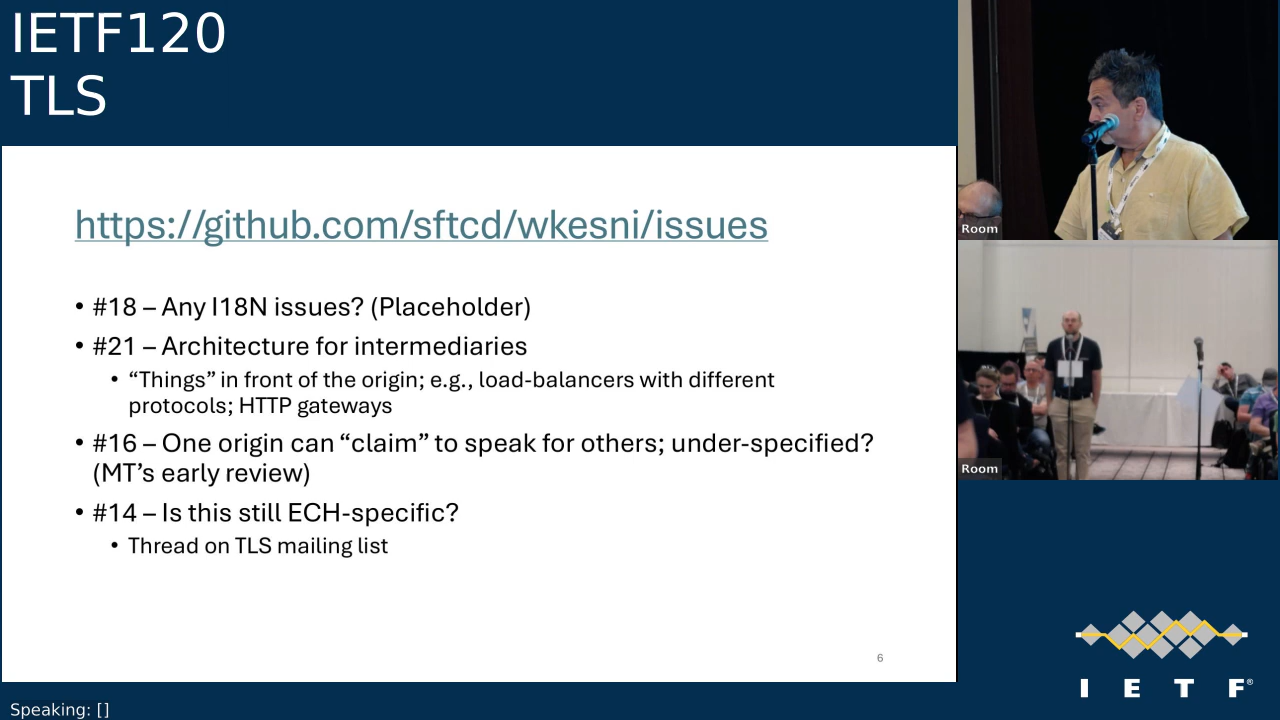 IETF120
TLS
https://github.com/sftcd/wkesni/issues
• #18 – Any I18N issues? (Placeholder)
• #21 – Architecture for intermediaries
• “Things” in front of the origin; e.g., load-balancers with different
protocols; HTTP gateways
• #16 – One origin can “claim” to speak for others; under-specified?
(MT’s early review)
• #14 – Is this still ECH-specific?
• Thread on TLS mailing list
6
Room
Room
I E T F®
Speaking: []